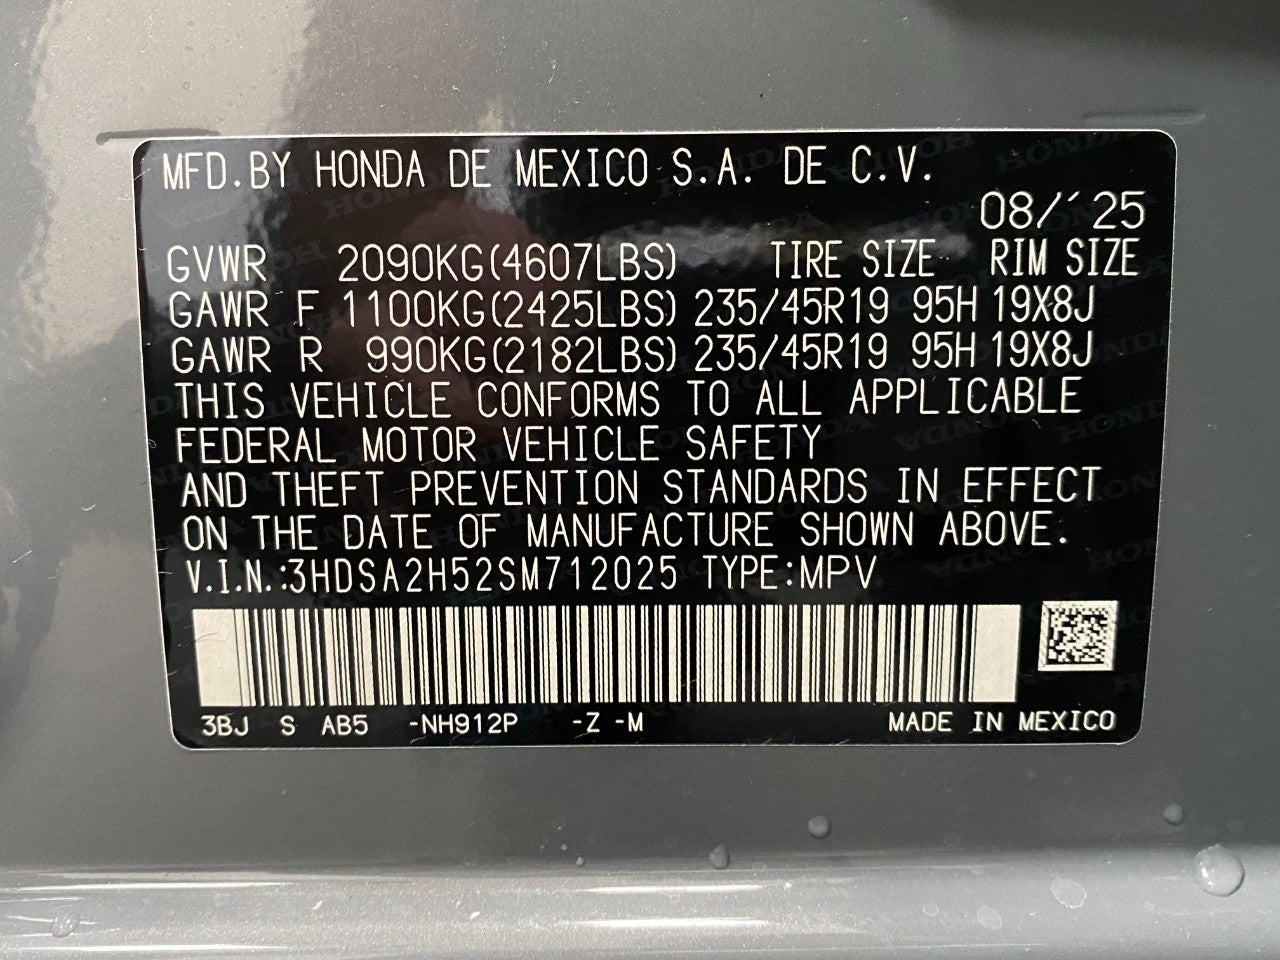 MFD.BY HONDA DE MEXICO S.A. DE C.V.
08/´25
GVWR 2090KG(4607LBS) TIRE SIZE RIM SIZE
GAWR F 1100KG(2425LBS) 235/45R19 95H 19X8J
GAWR R 990KG(2182LBS) 235/45R19 95H 19X8J
THIS VEHICLE CONFORMS TO ALL APPLICABLE
FEDERAL MOTOR VEHICLE SAFETY
AND THEFT PREVENTION STANDARDS IN EFFECT
ON THE DATE OF MANUFACTURE SHOWN ABOVE.
V.I.N.:3HDSA2H52SM712025 TYPE:MPV
3BJ S AB5 -NH912P -Z -M MADE IN MEXICO